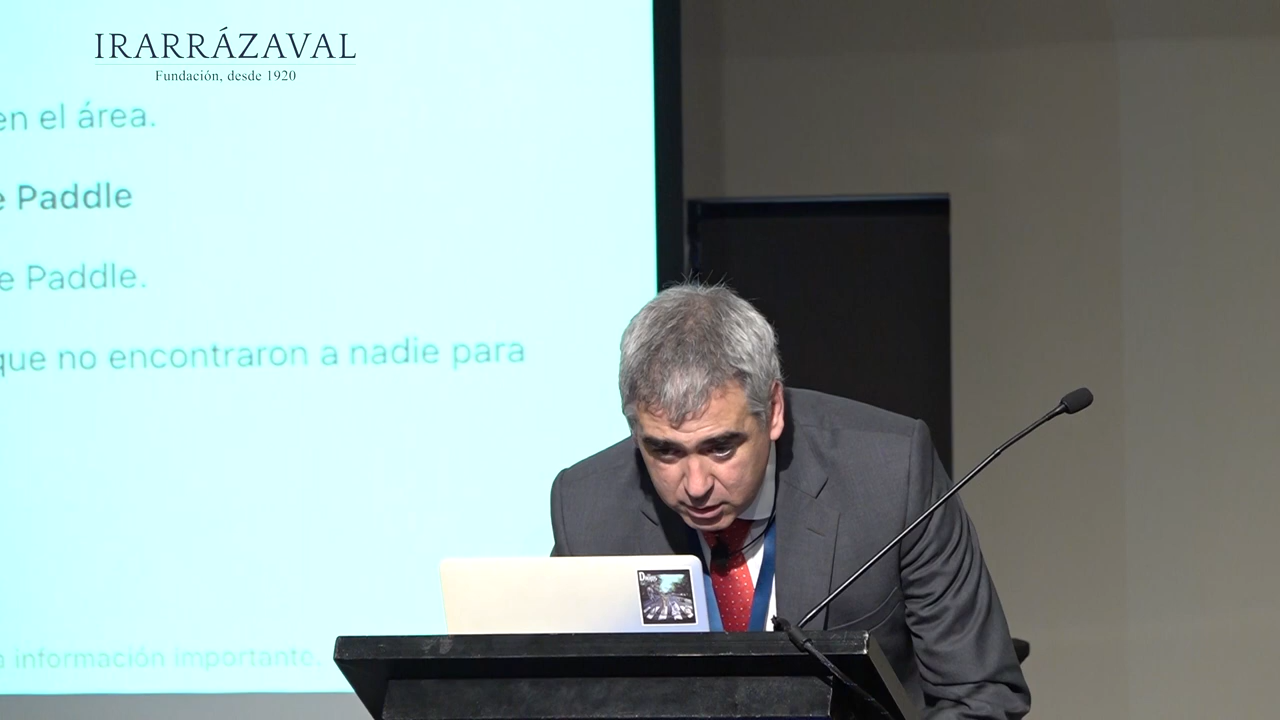 IRARRÁZAVAL
Fundación, desde 1920
en el área.
e Paddle
e Paddle.
que no encontraron a nadie para
información importante.